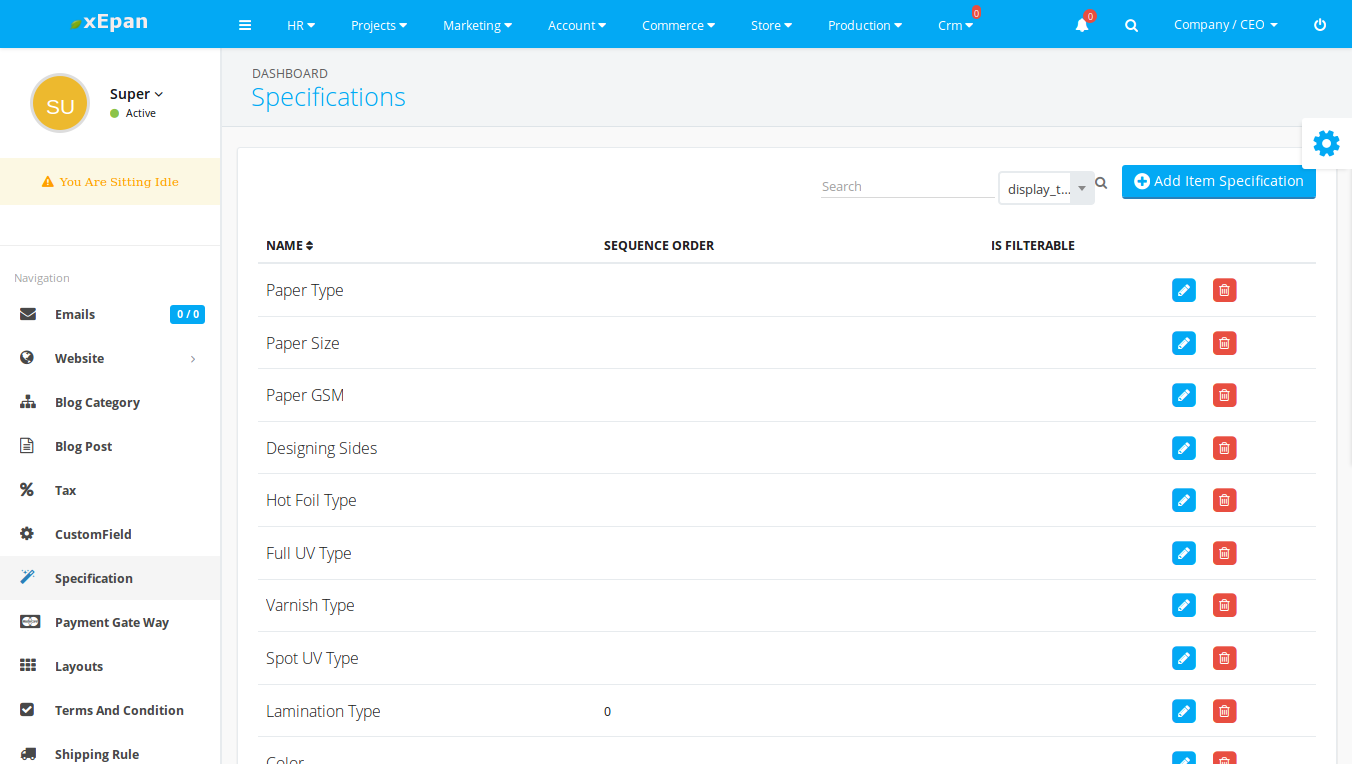 xEpan
HR
Projects
Marketing
Account
Commerce
Store
Production
Crm
0
0
Company / CEO
SU
Super
Active
You Are Sitting Idle
Navigation
Emails
0 / 0
Website
Blog Category
Blog Post
Tax
CustomField
Specification
Payment Gate Way
Layouts
Terms And Condition
Shipping Rule
DASHBOARD
Specifications
Search
display_t...
Add Item Specification
NAME SEQUENCE ORDER IS FILTERABLE
Paper Type
Paper Size
Paper GSM
Designing Sides
Hot Foil Type
Full UV Type
Varnish Type
Spot UV Type
Lamination Type 0
Color